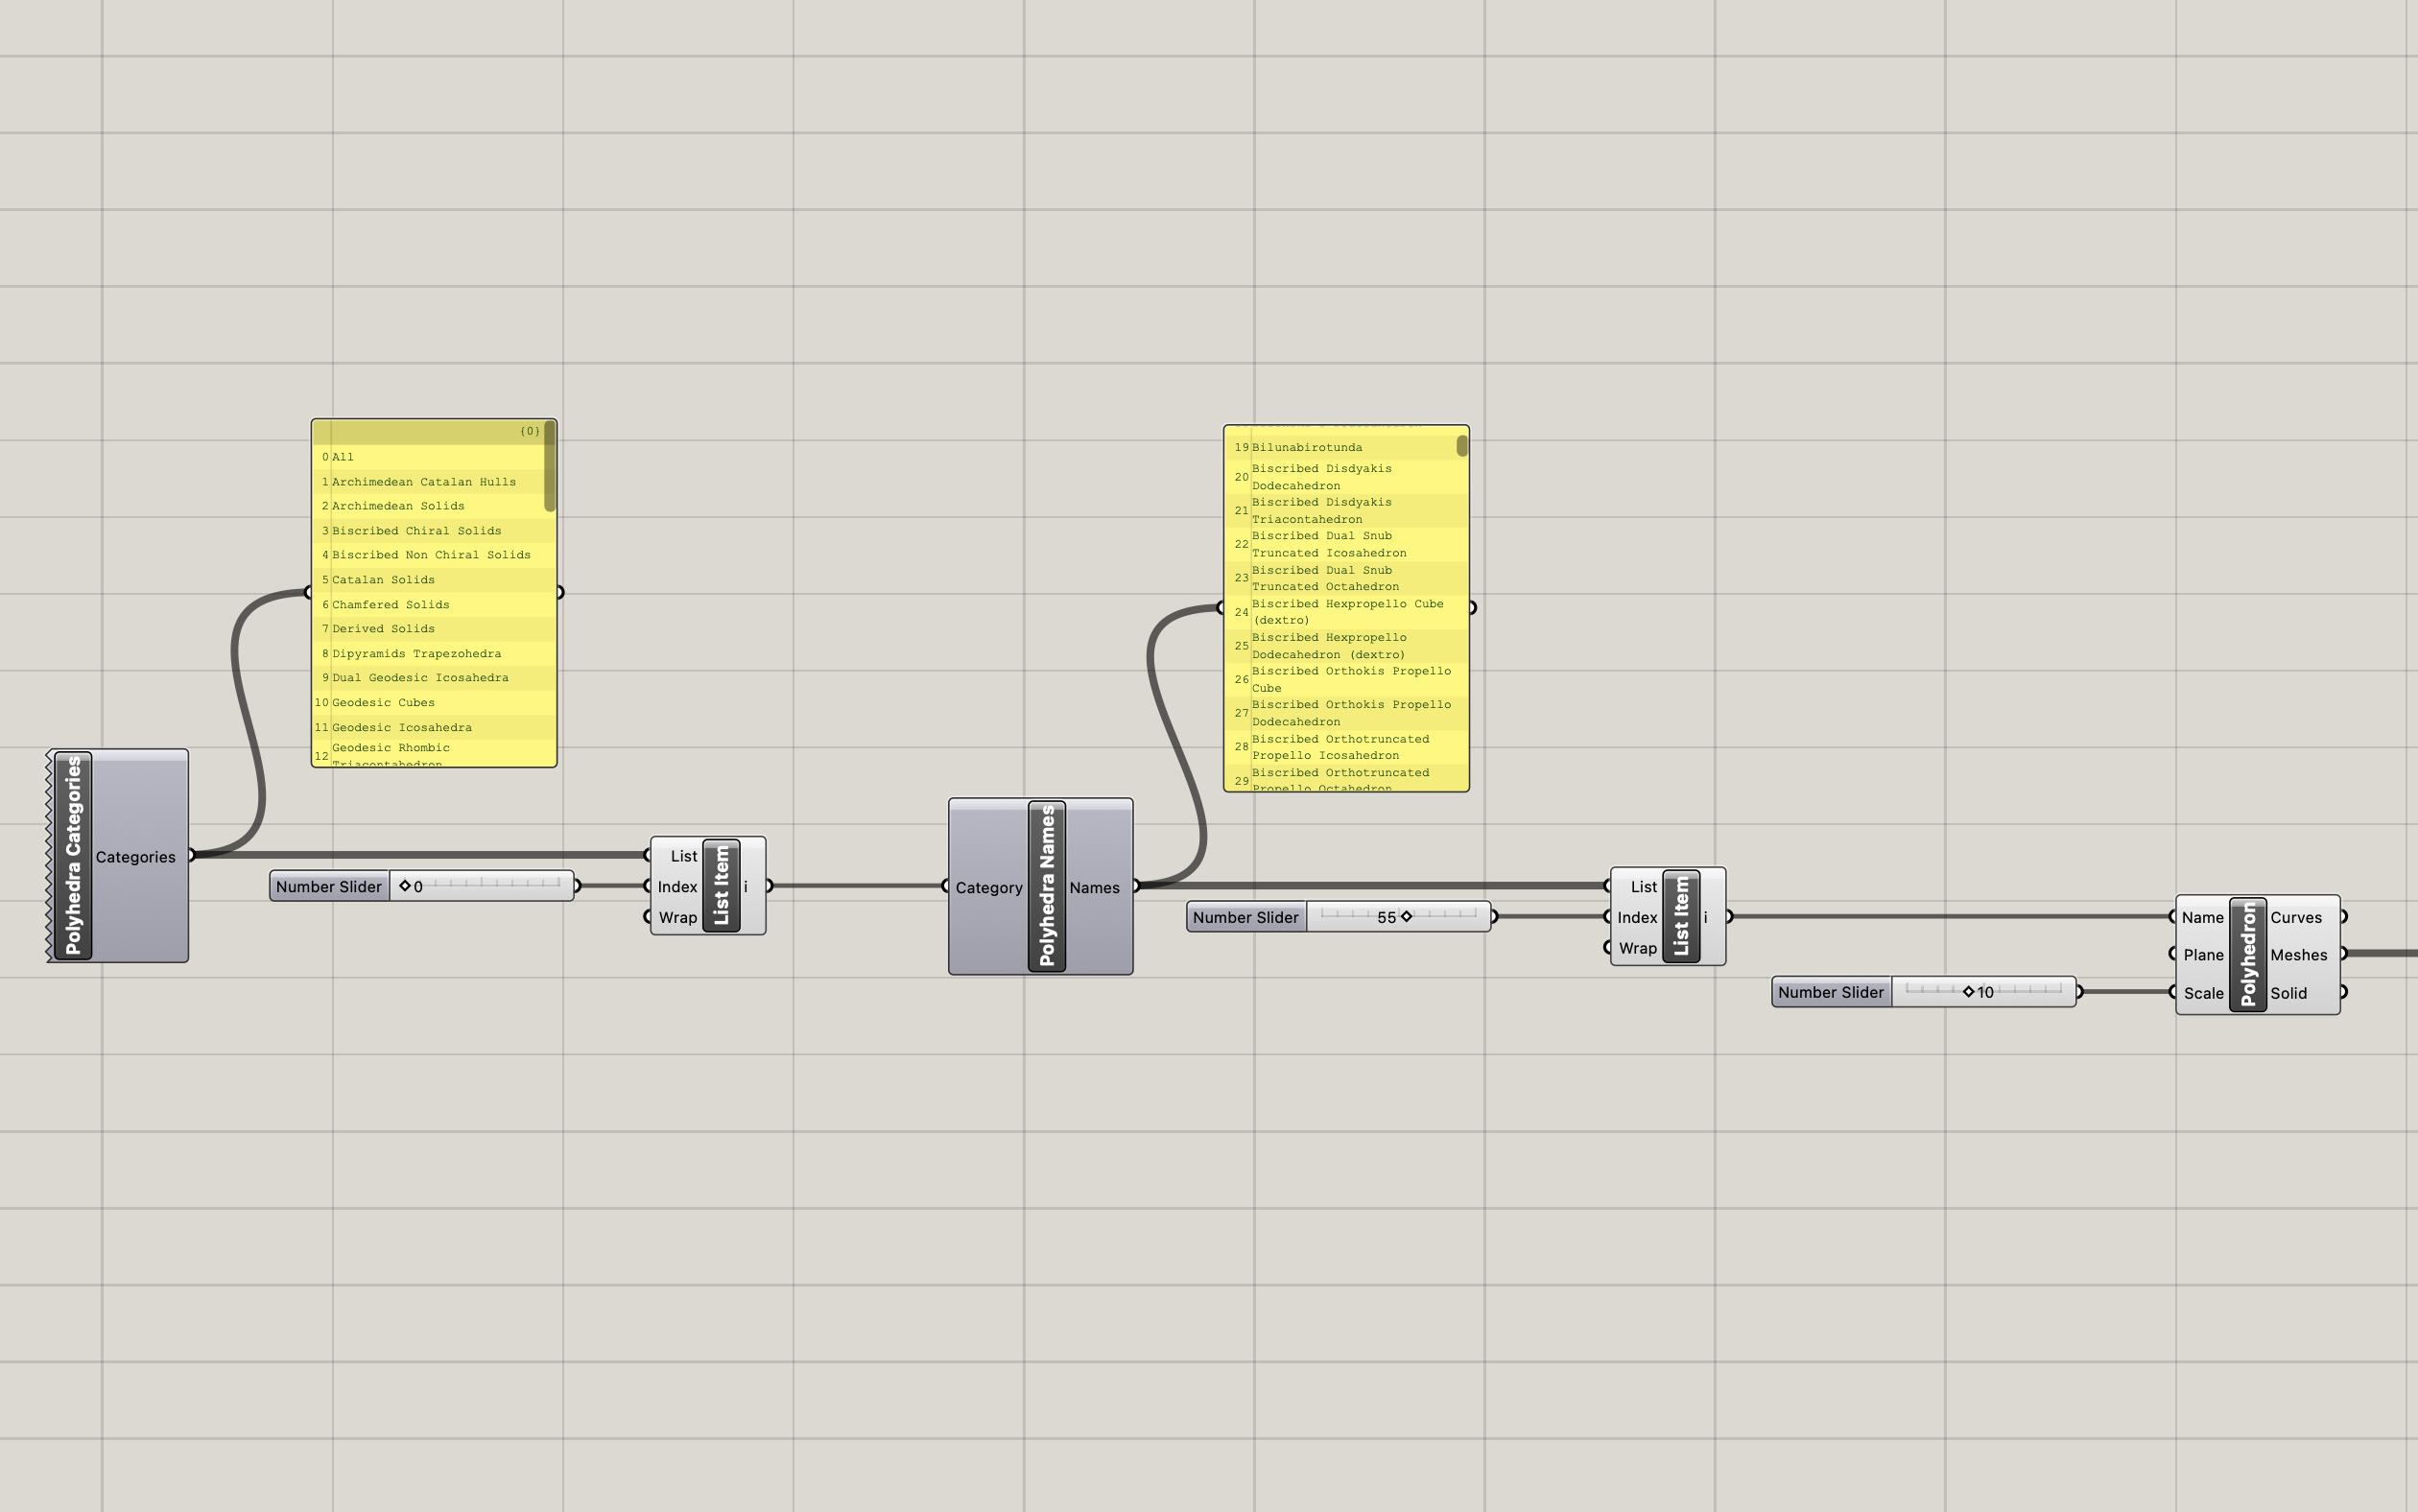 {0}
0 All
1 Archimedean Catalan Hulls
2 Archimedean Solids
3 Biscribed Chiral Solids
4 Biscribed Non Chiral Solids
5 Catalan Solids
6 Chamfered Solids
7 Derived Solids
8 Dipyramids Trapezohedra
9 Dual Geodesic Icosahedra
10 Geodesic Cubes
11 Geodesic Icosahedra
12 Geodesic Rhombic
Triacontahedron
19 Bilunabirotunda
20 Biscribed Disdyakis
Dodecahedron
21 Biscribed Disdyakis
Triacontahedron
22 Biscribed Dual Snub
Truncated Icosahedron
23 Biscribed Dual Snub
Truncated Octahedron
24 Biscribed Hexpropello Cube
(dextro)
25 Biscribed Hexpropello
Dodecahedron (dextro)
26 Biscribed Orthokis Propello
Cube
27 Biscribed Orthokis Propello
Dodecahedron
28 Biscribed Orthotruncated
Propello Icosahedron
29 Biscribed Orthotruncated
Propello Octahedron
Polyhedra Categories
Categories
Number Slider
0
List
Index
Wrap
List Item
i
Category
Polyhedra Names
Names
Number Slider
55
List
Index
Wrap
List Item
i
Number Slider
10
Name
Plane
Scale
Polyhedron
Curves
Meshes
Solid